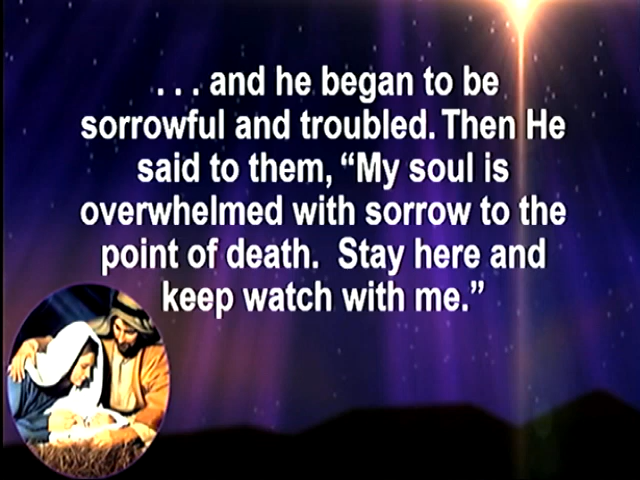 . . . and he began to be
sorrowful and troubled. Then He
said to them, “My soul is
overwhelmed with sorrow to the
point of death.  Stay here and
keep watch with me.”